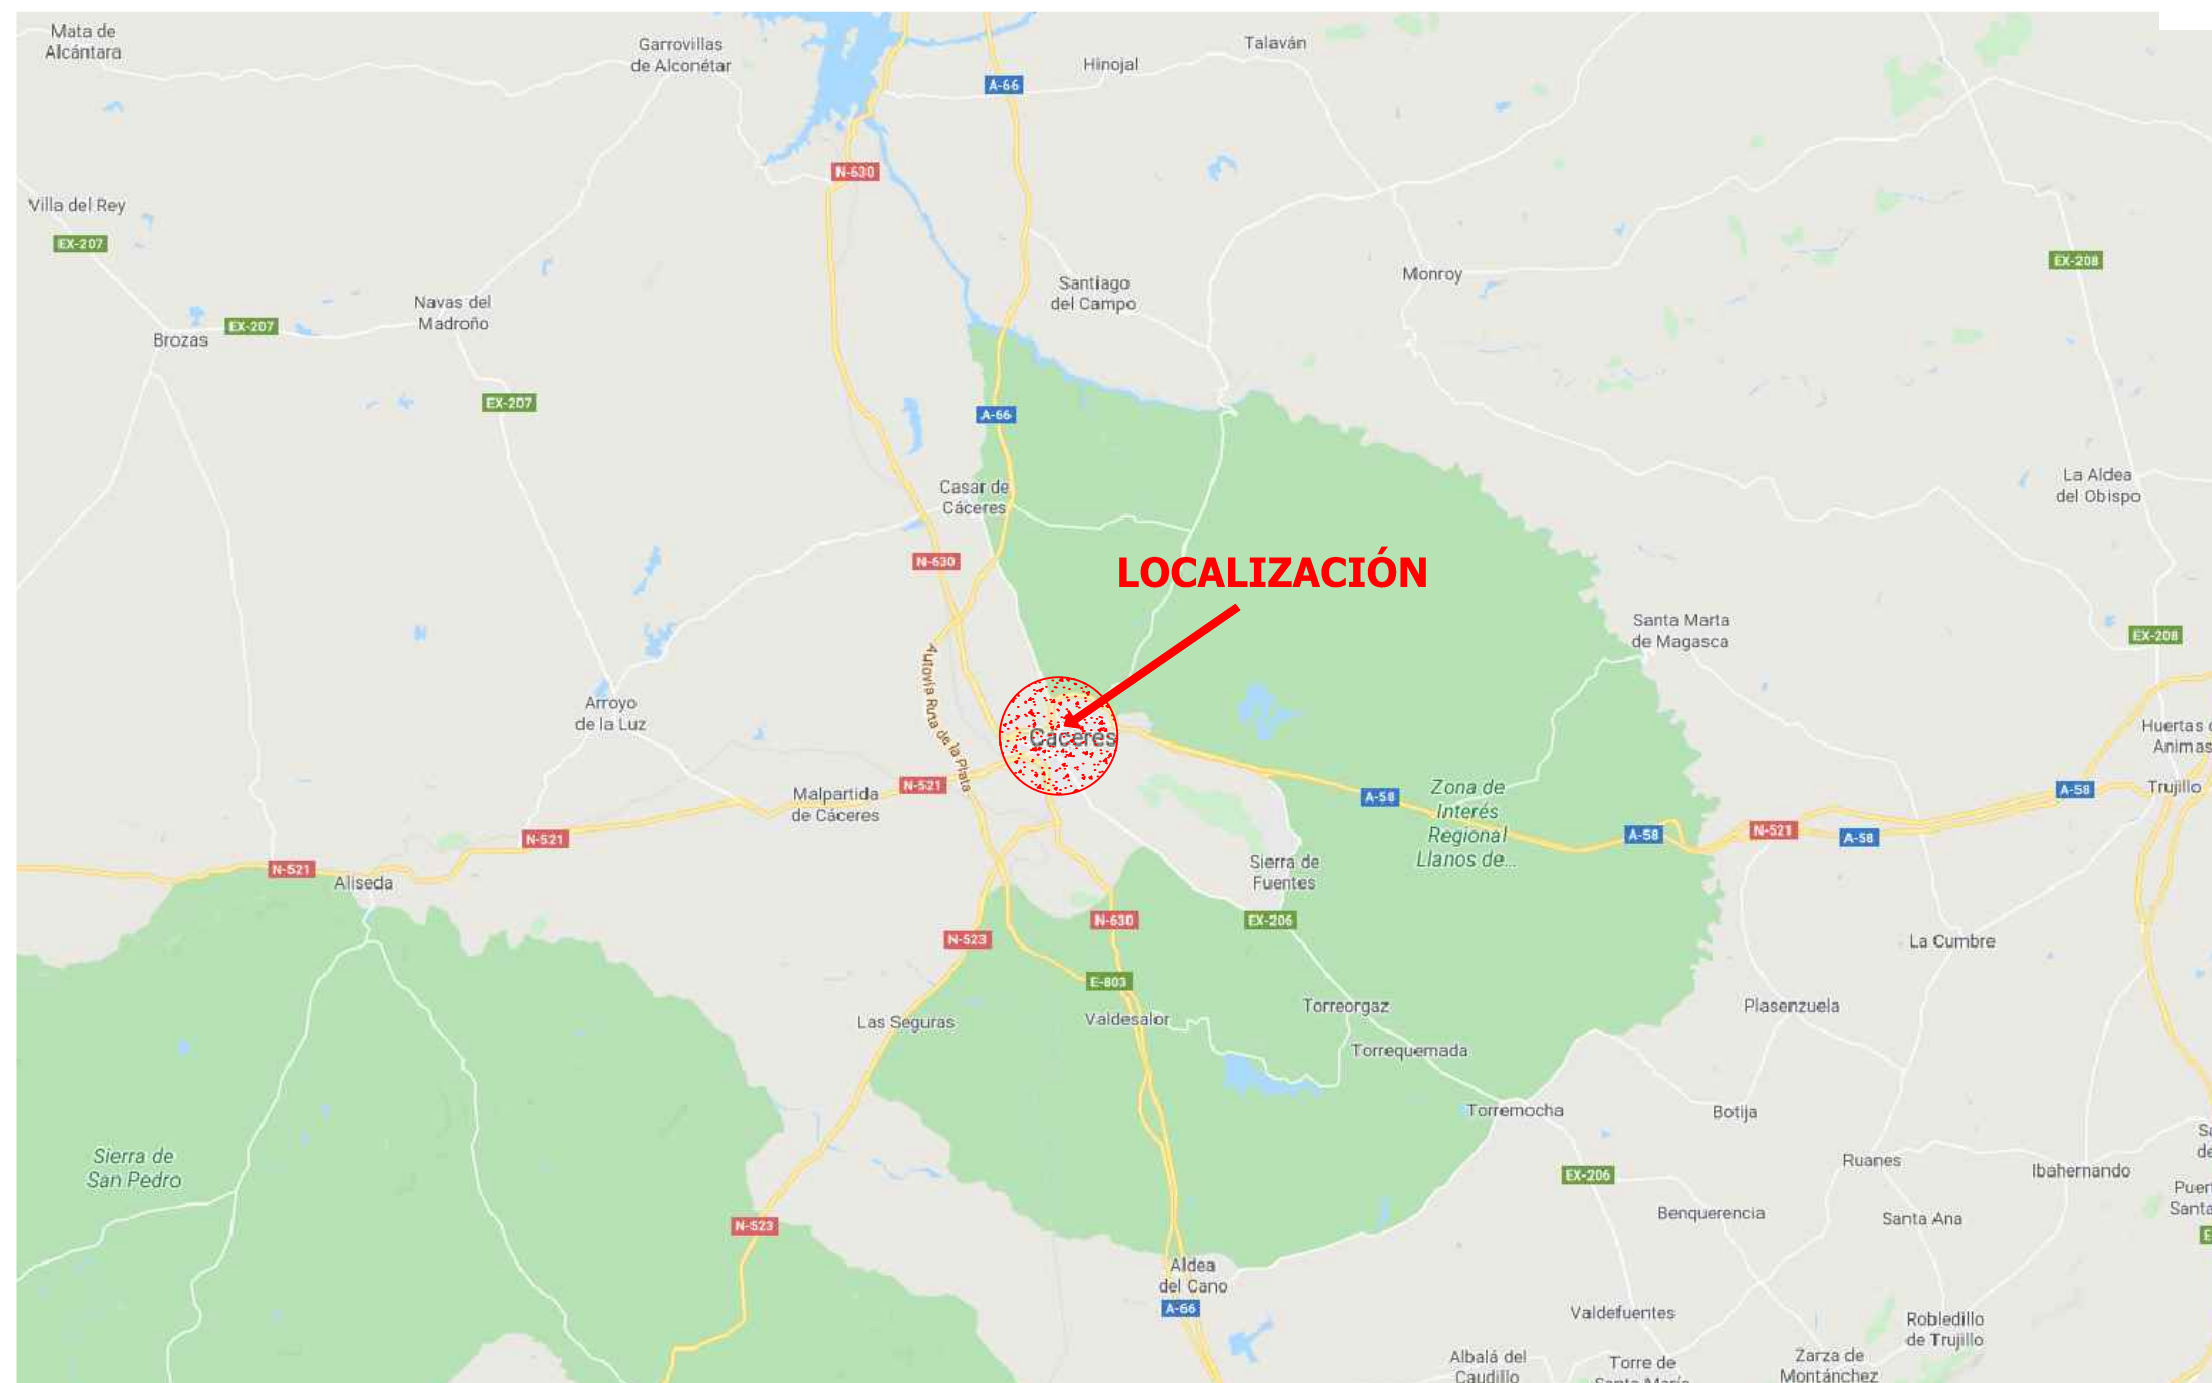 Mata de
Alcántara
Garrovillas
de Alconétar
Talaván
Hinojal
A-66
N-630
Villa del Rey
EX-207
EX-208
Monroy
Santiago
del Campo
Navas del
Madroño
EX-207
Brozas
EX-207
A-66
La Aldea
del Obispo
Casar de
Cáceres
N-630
LOCALIZACIÓN
Santa Marta
de Magasca
EX-208
Autovía Ruta de la Plata
Arroyo
de la Luz
Cáceres
Huertas
Animas
Malpartida
de Cáceres
N-521
A-58
Zona de
Interés
Regional
Llanos de...
A-58
Trujillo
N-521
A-58
N-521
A-58
N-521
Aliseda
Sierra de
Fuentes
N-630
EX-206
N-523
La Cumbre
E-803
Las Seguras
Valdesalor
Torreorgaz
Plasenzuela
Torrequemada
Torremocha
Botija
Sierra de
San Pedro
Ruanes
Ibahernando
EX-206
Benquerencia
Santa Ana
N-523
Aldea
del Cano
A-66
Valdefuentes
Robledillo
de Trujillo
Albalá del
Caudillo
Torre de
Zarza de
Montánchez